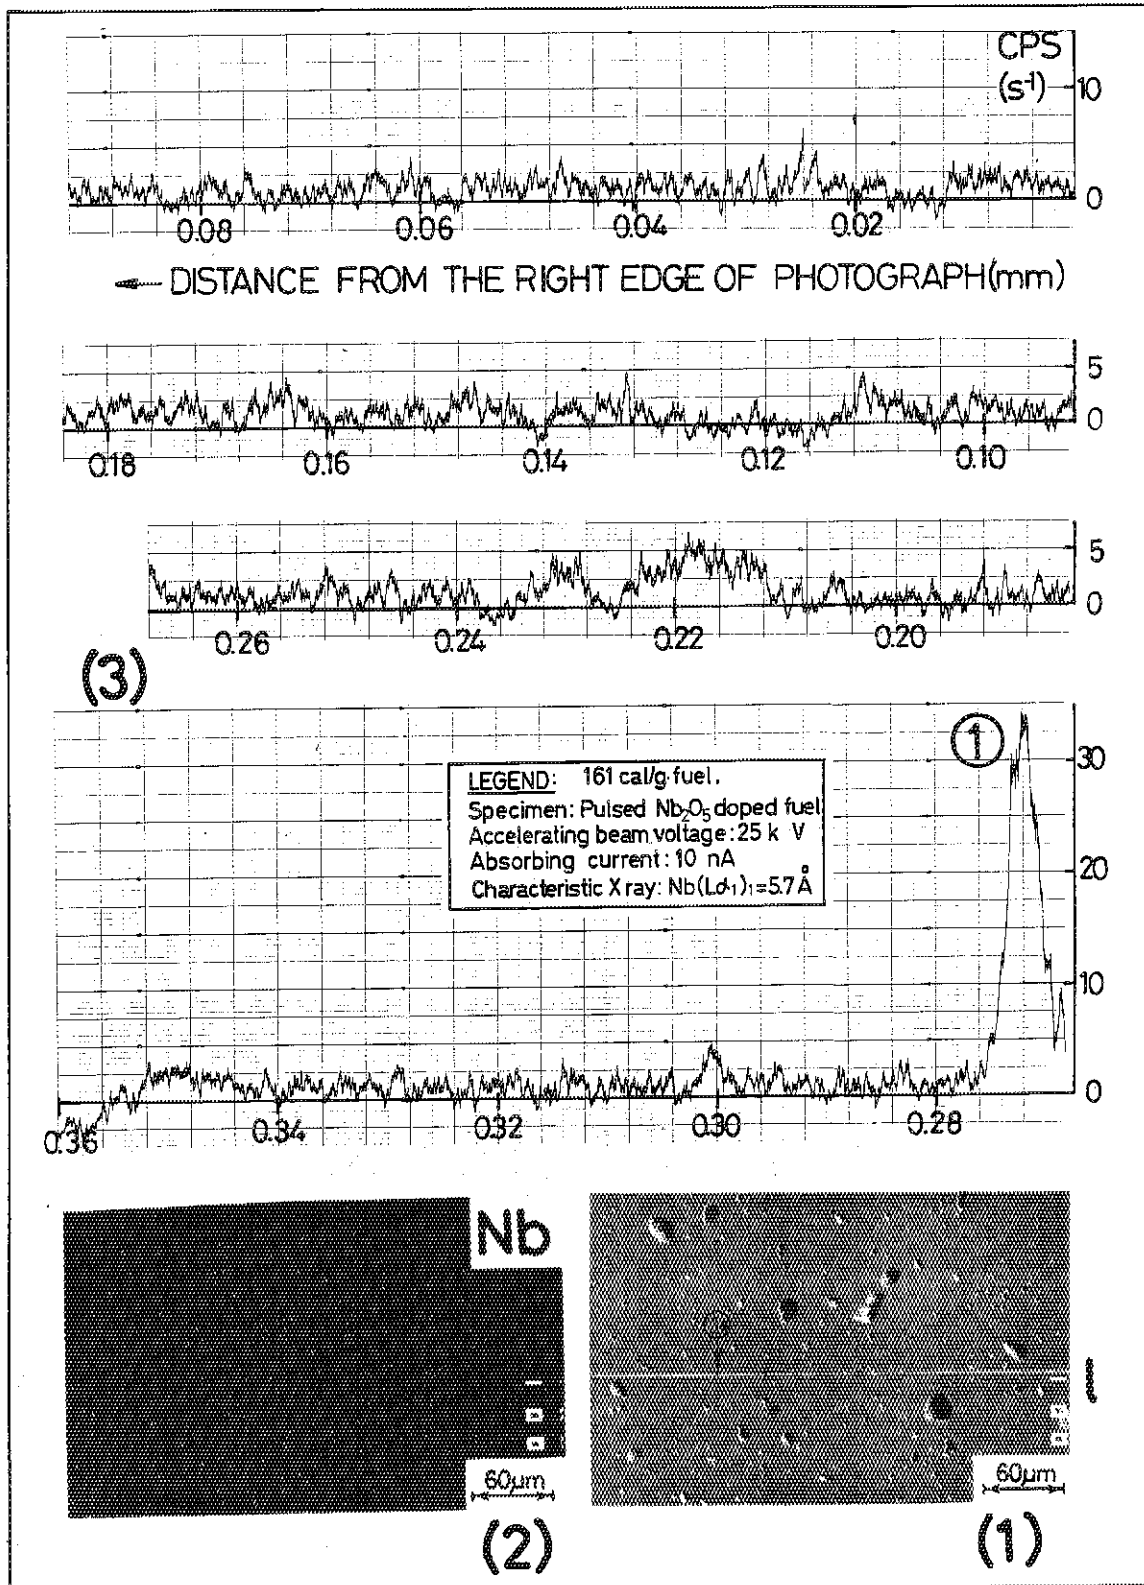 CPS
(s⁻¹)
10
0
0.08 0.06 0.04 0.02
← DISTANCE FROM THE RIGHT EDGE OF PHOTOGRAPH(mm)
5
0
0.18 0.16 0.14 0.12 0.10
5
0
0.26 0.24 0.22 0.20
(3)
①
30
20
10
0
LEGEND: 161 cal/g·fuel.
Specimen: Pulsed Nb₂O₅ doped fuel
Accelerating beam voltage: 25 k V
Absorbing current: 10 nA
Characteristic X ray: Nb(Lα₁)₁=5.7Å
0.36 0.34 0.32 0.30 0.28
Nb
60μm
60μm
(2)
(1)